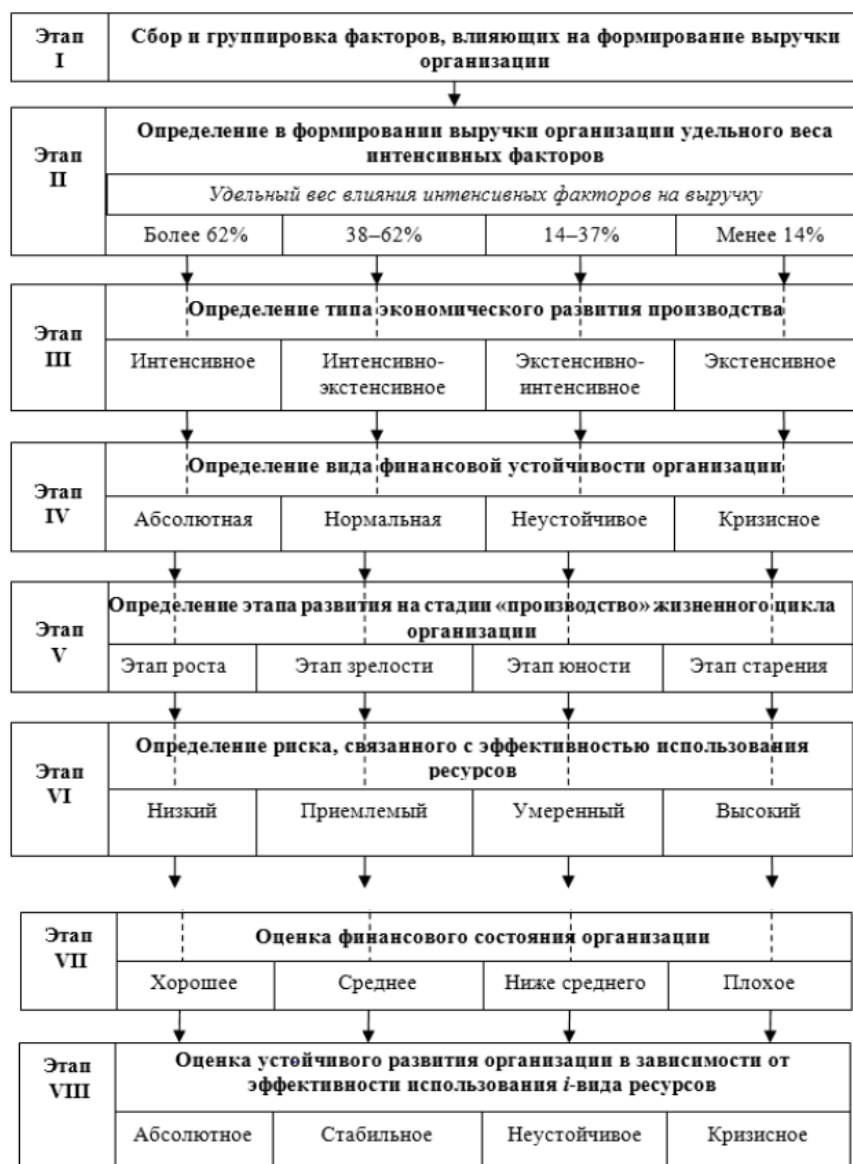 Этап
I
Сбор и группировка факторов, влияющих на формирование выручки
организации
Этап
II
Определение в формировании выручки организации удельного веса
интенсивных факторов
Удельный вес влияния интенсивных факторов на выручку
Более 62%
38–62%
14–37%
Менее 14%
Этап
III
Определение типа экономического развития производства
Интенсивное
Интенсивно-
экстенсивное
Экстенсивно-
интенсивное
Экстенсивное
Этап
IV
Определение вида финансовой устойчивости организации
Абсолютная
Нормальная
Неустойчивое
Кризисное
Этап
V
Определение этапа развития на стадии «производство» жизненного цикла
организации
Этап роста
Этап зрелости
Этап юности
Этап старения
Этап
VI
Определение риска, связанного с эффективностью использования
ресурсов
Низкий
Приемлемый
Умеренный
Высокий
Этап
VII
Оценка финансового состояния организации
Хорошее
Среднее
Ниже среднего
Плохое
Этап
VIII
Оценка устойчивого развития организации в зависимости от
эффективности использования i-вида ресурсов
Абсолютное
Стабильное
Неустойчивое
Кризисное